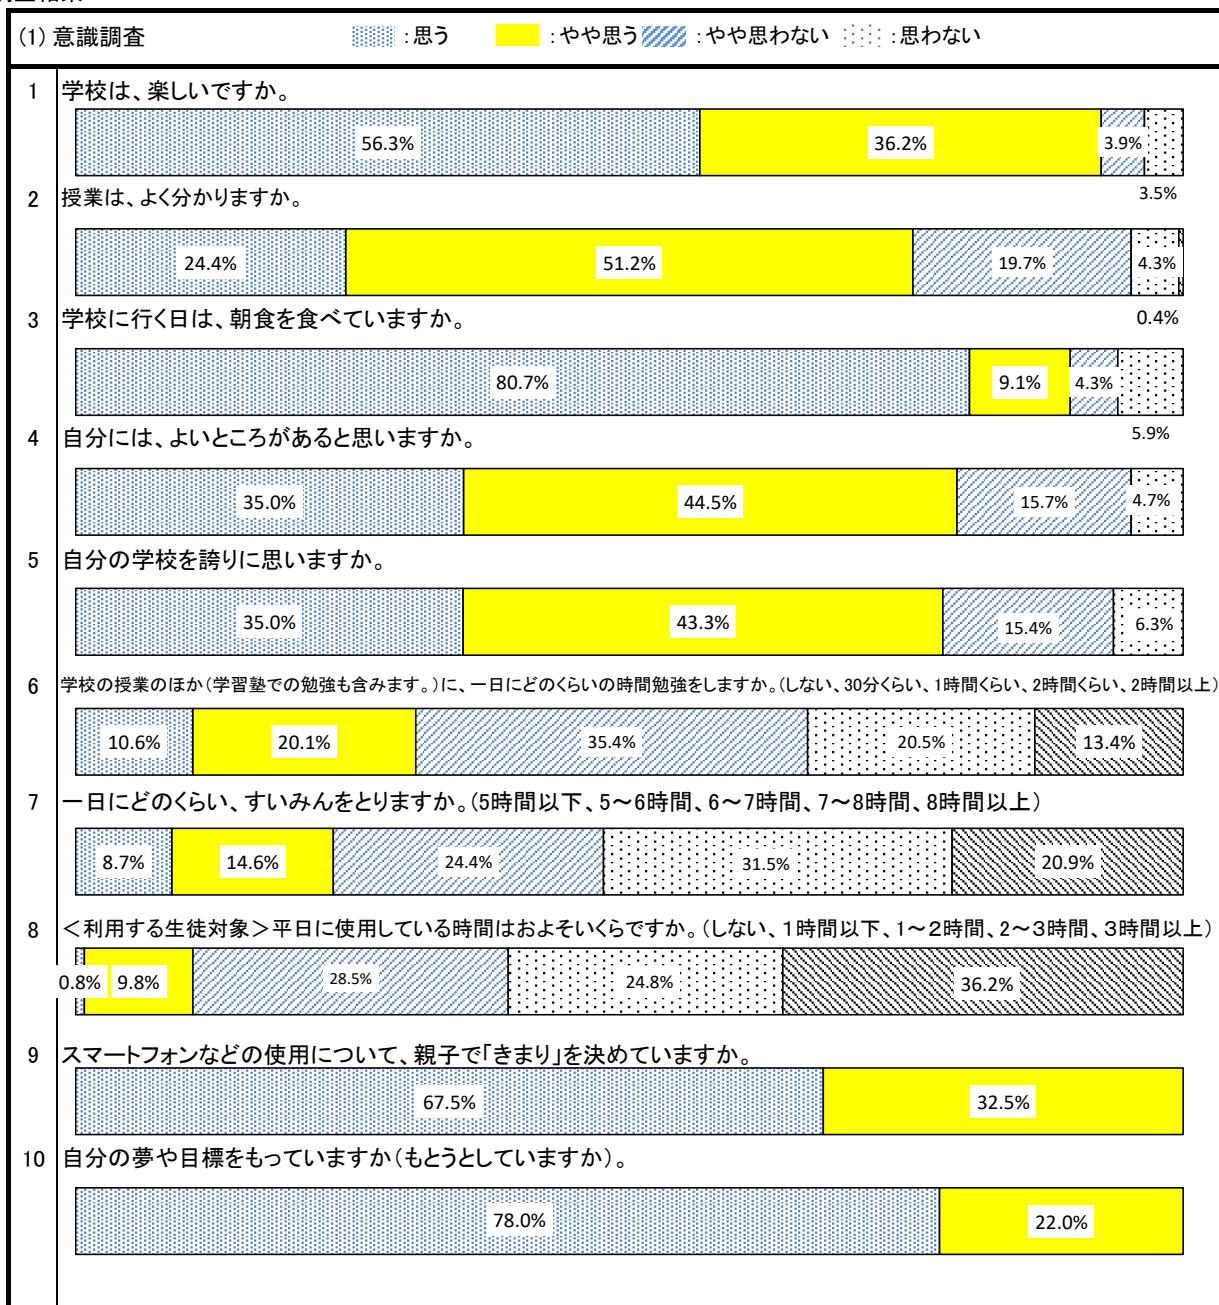 (1) 意識調査 :思う :やや思う :やや思わない :思わない
1 学校は、楽しいですか。
56.3% 36.2% 3.9%
3.5%
2 授業は、よく分かりますか。
24.4% 51.2% 19.7% 4.3%
0.4%
3 学校に行く日は、朝食を食べていますか。
80.7% 9.1% 4.3%
5.9%
4 自分には、よいところがあると思いますか。
35.0% 44.5% 15.7% 4.7%
5 自分の学校を誇りに思いますか。
35.0% 43.3% 15.4% 6.3%
6 学校の授業のほか(学習塾での勉強も含みます。)に、一日にどのくらいの時間勉強をしますか。(しない、30分くらい、1時間くらい、2時間くらい、2時間以上)
10.6% 20.1% 35.4% 20.5% 13.4%
7 一日にどのくらい、すいみんをとりますか。(5時間以下、5～6時間、6～7時間、7～8時間、8時間以上)
8.7% 14.6% 24.4% 31.5% 20.9%
8 ＜利用する生徒対象＞平日に使用している時間はおよそいくらですか。(しない、１時間以下、１～２時間、２～３時間、３時間以上)
0.8% 9.8% 28.5% 24.8% 36.2%
9 スマートフォンなどの使用について、親子で「きまり」を決めていますか。
67.5% 32.5%
10 自分の夢や目標をもっていますか(もとうとしていますか)。
78.0% 22.0%